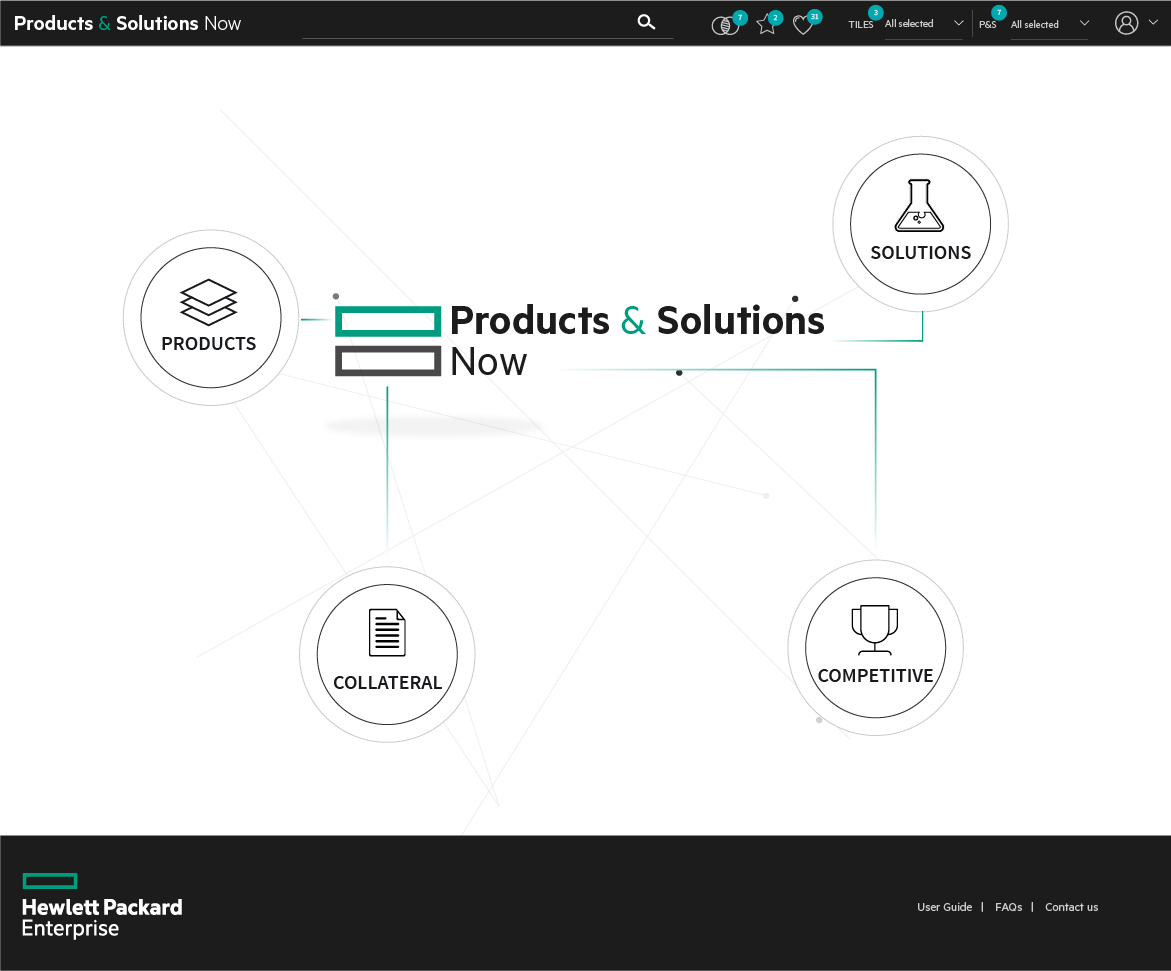 Products & Solutions Now
7
2
31
TILES
3
All selected
P&S
7
All selected
SOLUTIONS
PRODUCTS
Products & Solutions
Now
COLLATERAL
COMPETITIVE
Hewlett Packard
Enterprise
User Guide | FAQs | Contact us